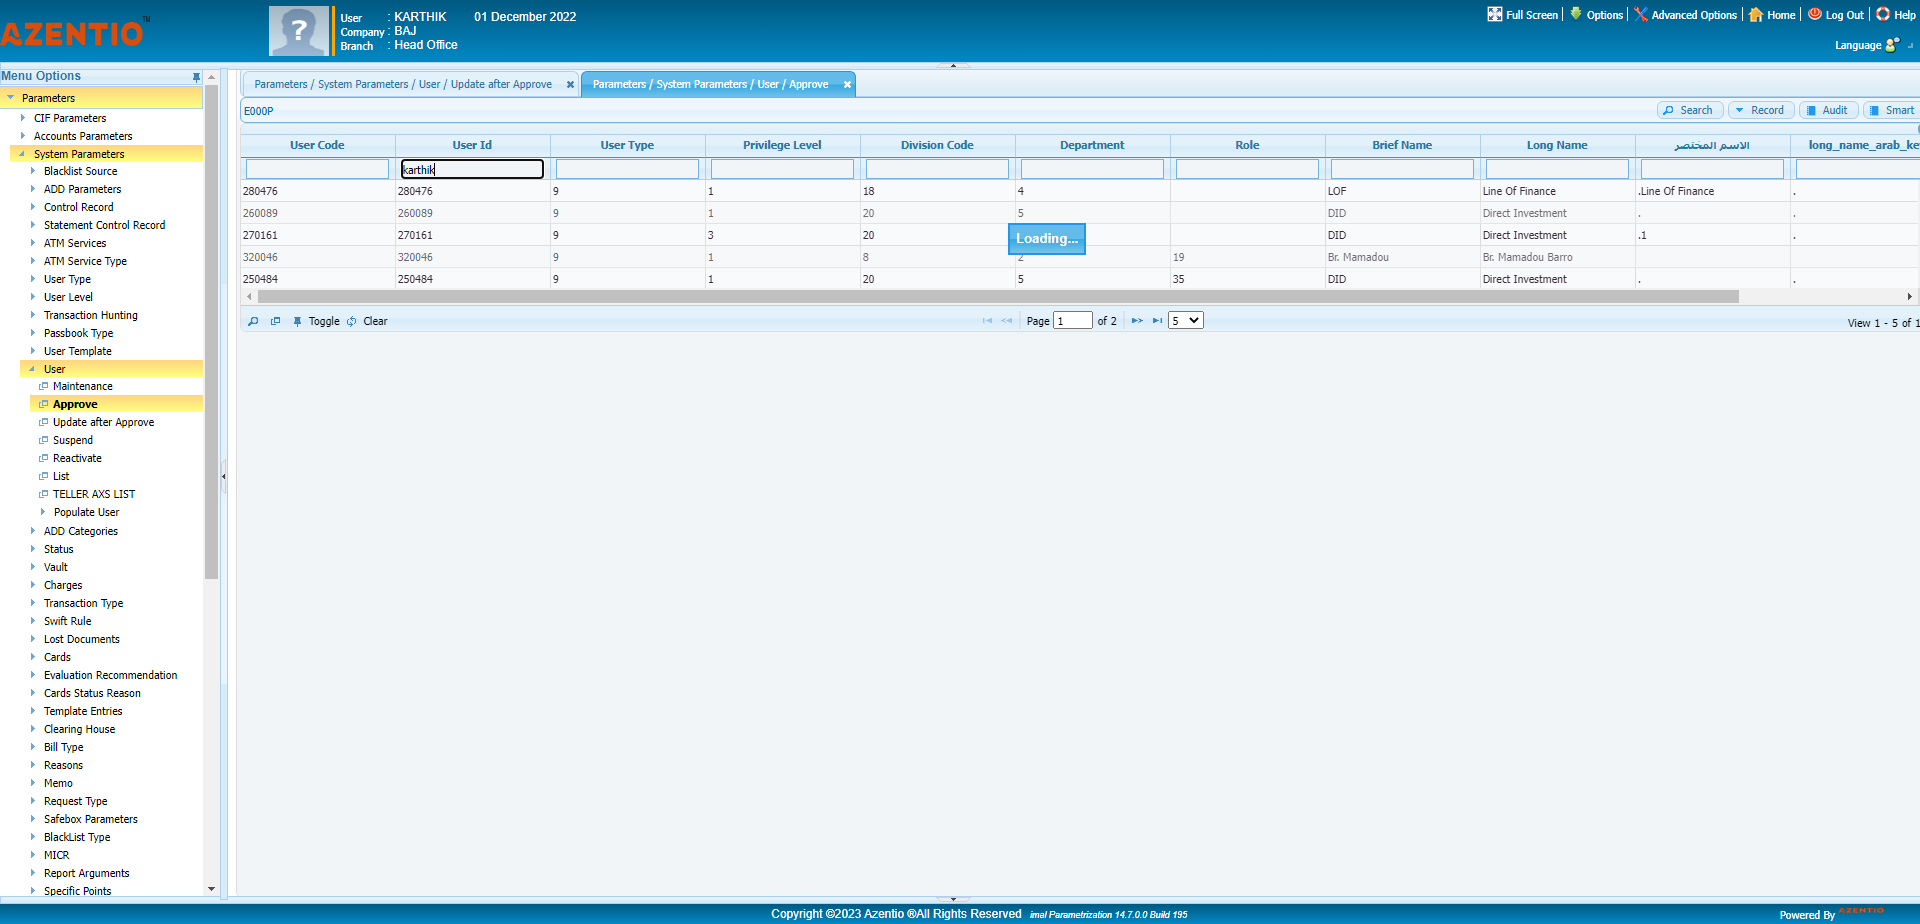 AZENTIO™
User : KARTHIK 01 December 2022
Company : BAJ
Branch : Head Office
Full Screen Options Advanced Options Home Log Out Help
Language
Menu Options
Parameters
CIF Parameters
Accounts Parameters
System Parameters
Blacklist Source
ADD Parameters
Control Record
Statement Control Record
ATM Services
ATM Service Type
User Type
User Level
Transaction Hunting
Passbook Type
User Template
User
Maintenance
Approve
Update after Approve
Suspend
Reactivate
List
TELLER AXS LIST
Populate User
ADD Categories
Status
Vault
Charges
Transaction Type
Swift Rule
Lost Documents
Cards
Evaluation Recommendation
Cards Status Reason
Template Entries
Clearing House
Bill Type
Reasons
Memo
Request Type
Safebox Parameters
BlackList Type
MICR
Report Arguments
Specific Points
Parameters / System Parameters / User / Update after Approve Parameters / System Parameters / User / Approve
E000P Search Record Audit Smart
User Code User Id User Type Privilege Level Division Code Department Role Brief Name Long Name الاسم المختصر long_name_arab_key
karthik
280476 280476 9 1 18 4 LOF Line Of Finance .Line Of Finance .
260089 260089 9 1 20 5 DID Direct Investment . .
270161 270161 9 3 20 DID Direct Investment .1 .
Loading...
320046 320046 9 1 8 2 19 Br. Mamadou Br. Mamadou Barro
250484 250484 9 1 20 5 35 DID Direct Investment . .
Toggle Clear Page 1 of 2 5 View 1 - 5 of 1
Copyright ©2023 Azentio ®All Rights Reserved imal Parametrization 14.7.0.0 Build 195
Powered By AZENTIO